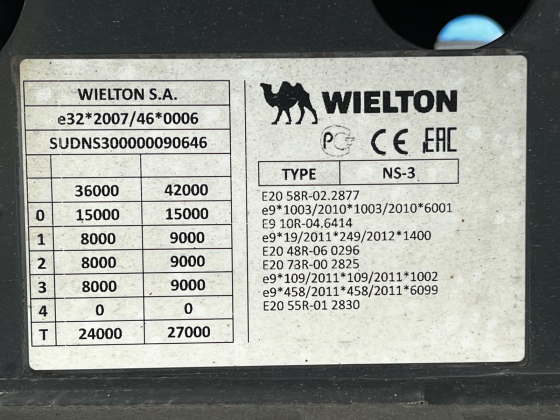 WIELTON S.A.
e32*2007/46*0006
SUDNS300000090646
36000 42000
0 15000 15000
1 8000 9000
2 8000 9000
3 8000 9000
4 0 0
T 24000 27000
WIELTON
PC CE EAC
TYPE NS-3
E20 58R-02.2877
e9*1003/2010*1003/2010*6001
E9 10R-04.6414
e9*19/2011*249/2012*1400
E20 48R-06 0296
E20 73R-00 2825
e9*109/2011*109/2011*1002
e9*458/2011*458/2011*6099
E20 55R-01 2830